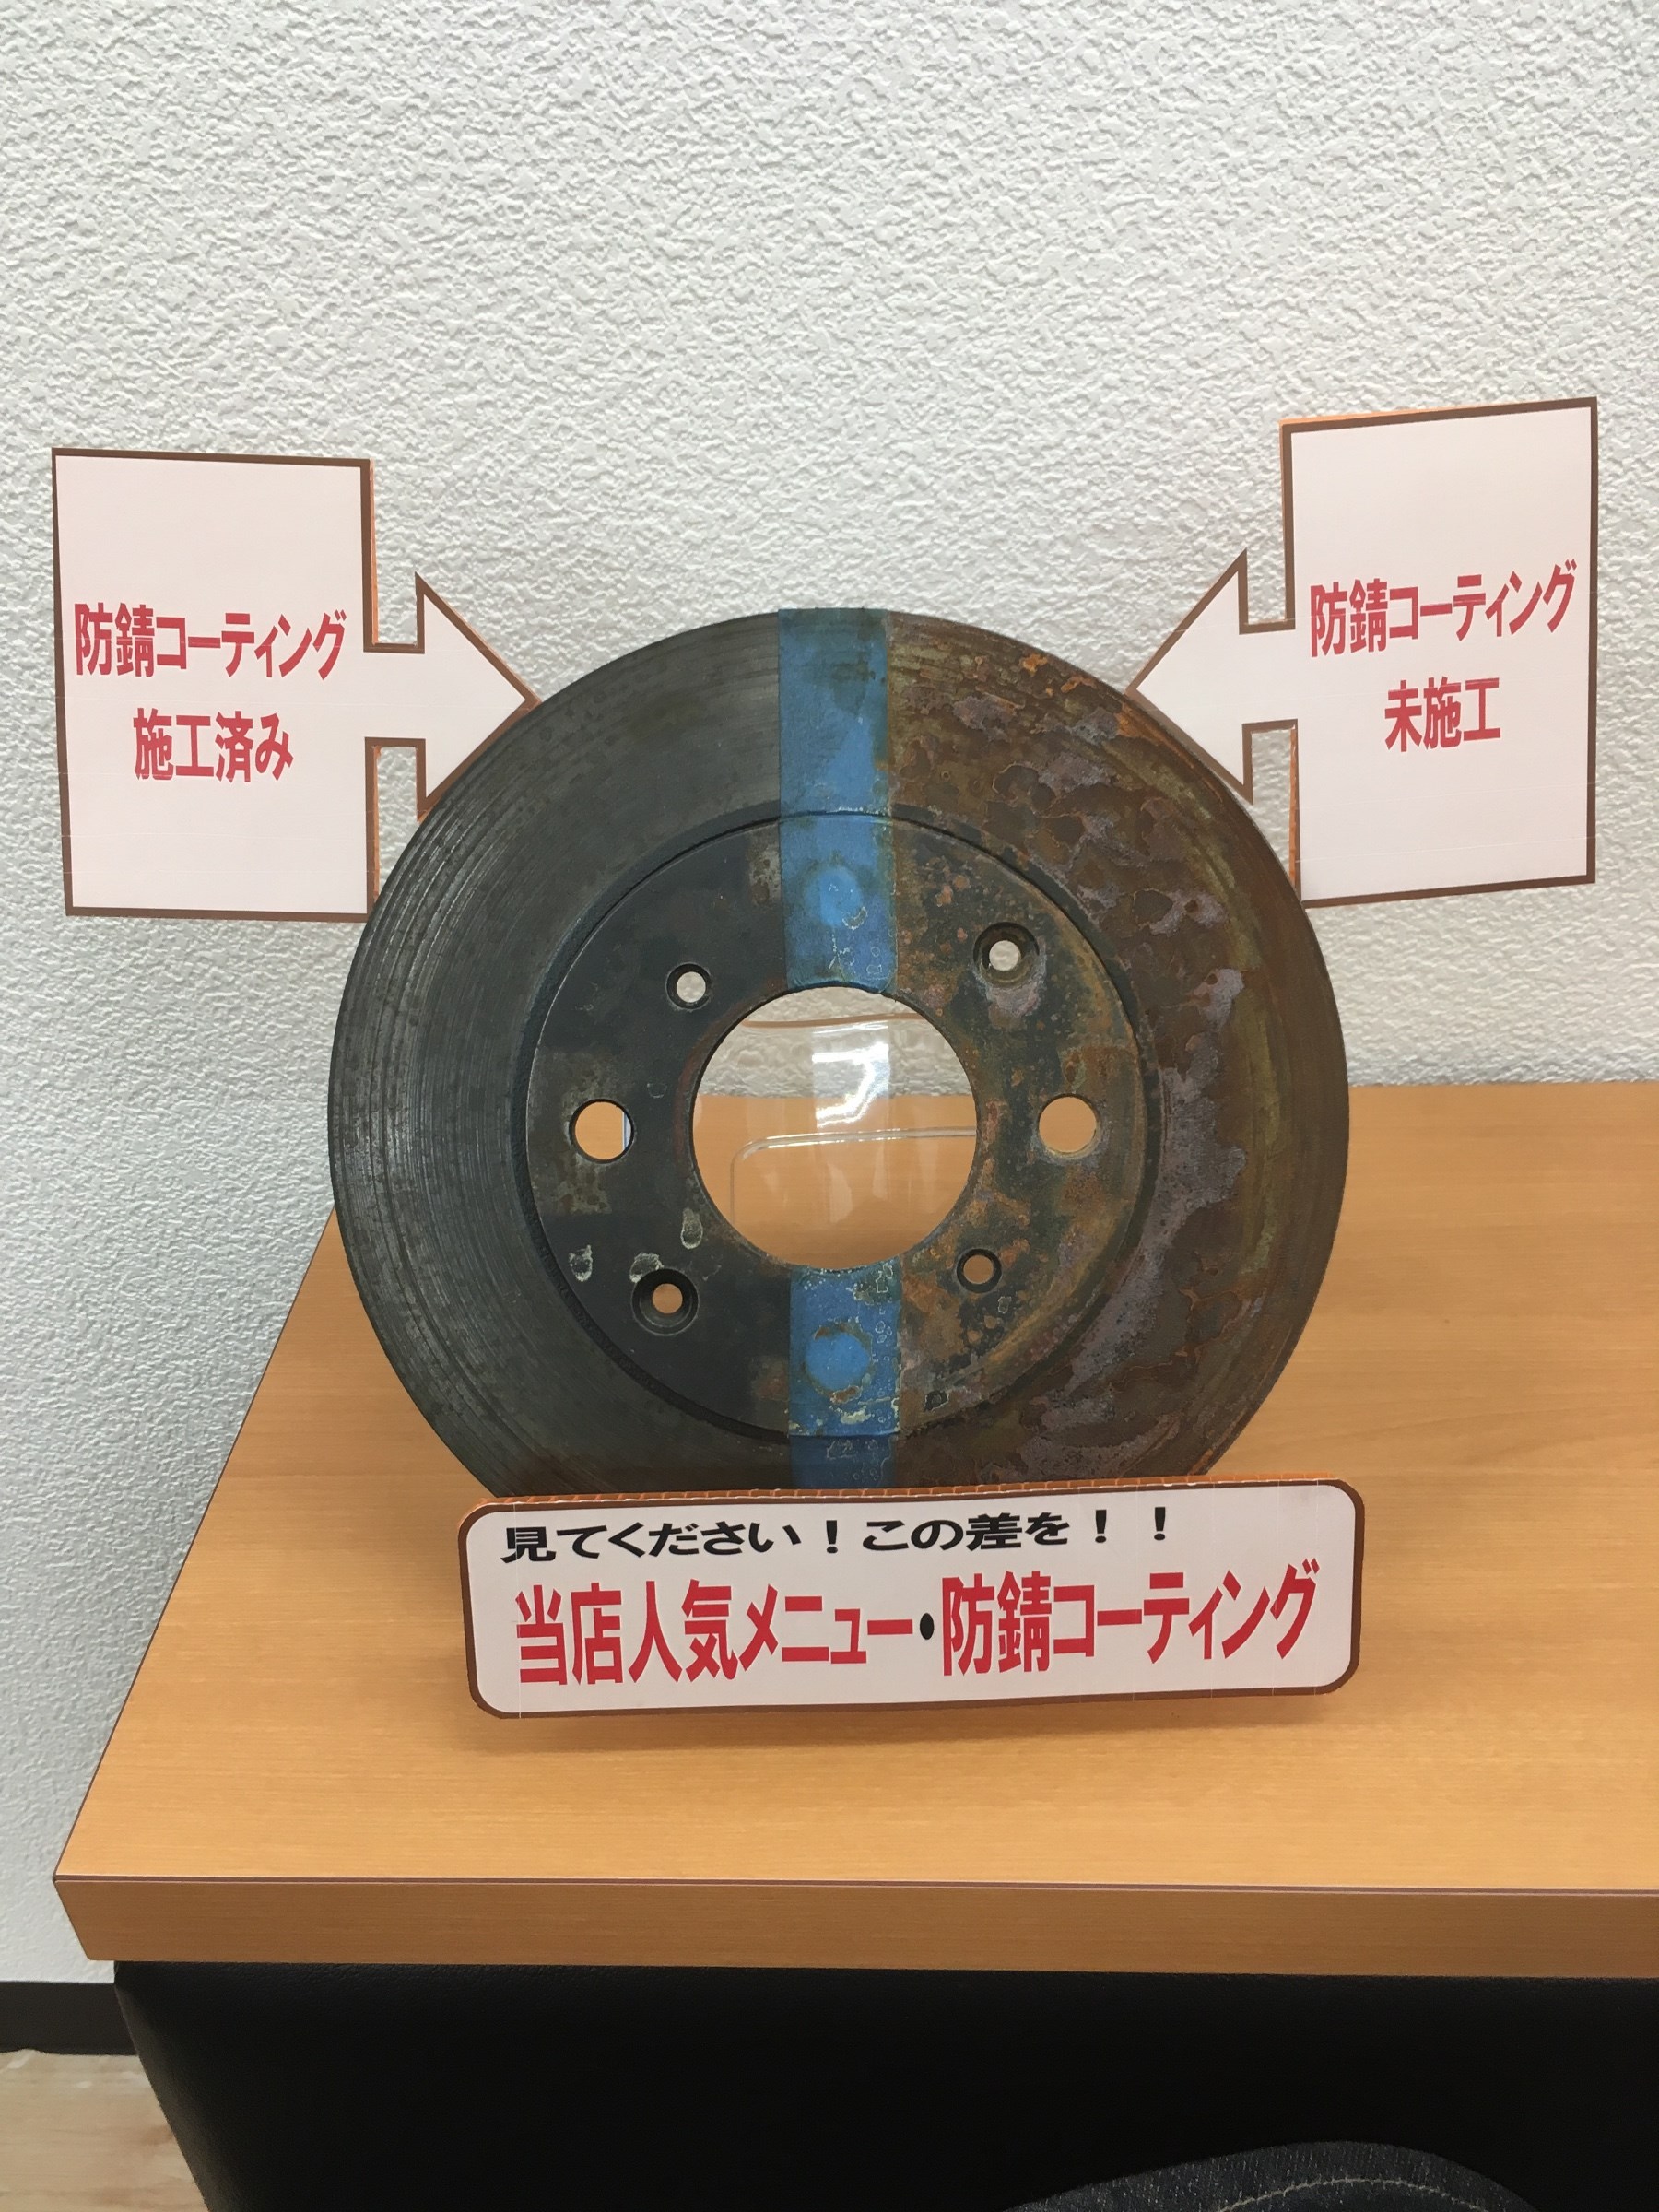 防錆コーティング
施工済み
防錆コーティング
未施工
見てください！この差を！！
当店人気メニュー・防錆コーティング